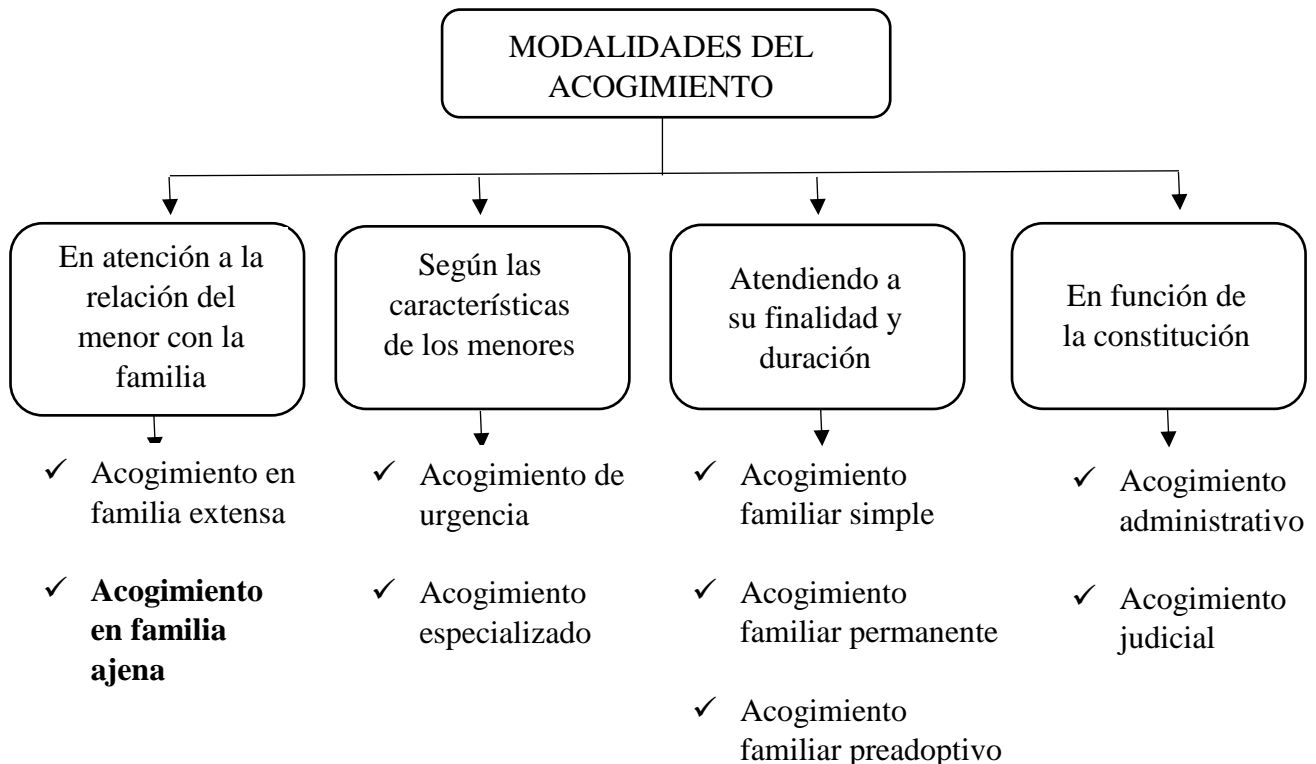 MODALIDADES DEL
ACOGIMIENTO
En atención a la
relación del
menor con la
familia
Según las
características
de los menores
Atendiendo a
su finalidad y
duración
En función de
la constitución
✓ Acogimiento en
familia extensa
✓ Acogimiento
en familia
ajena
✓ Acogimiento de
urgencia
✓ Acogimiento
especializado
✓ Acogimiento
familiar simple
✓ Acogimiento
familiar permanente
✓ Acogimiento
familiar preadoptivo
✓ Acogimiento
administrativo
✓ Acogimiento
judicial